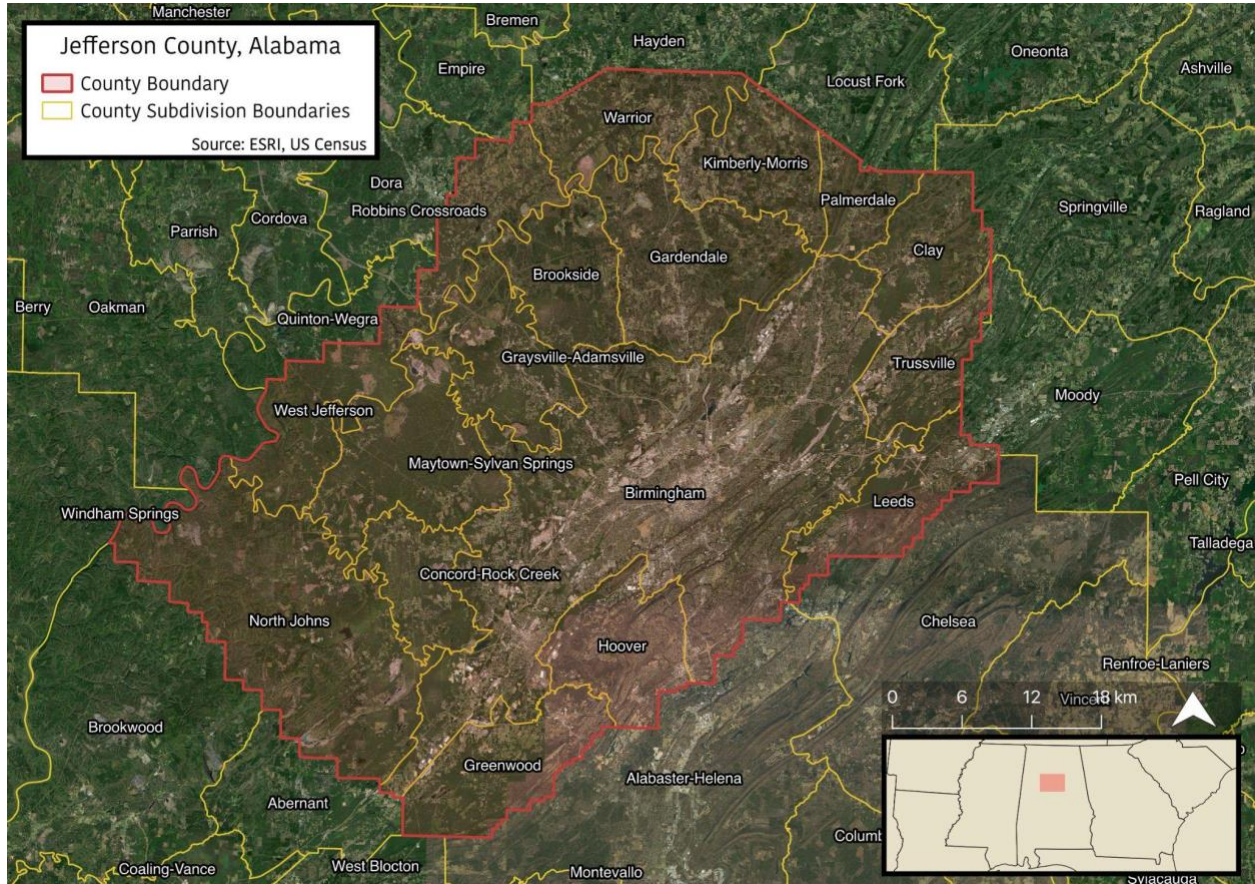 Jefferson County, Alabama
County Boundary
County Subdivision Boundaries
Source: ESRI, US Census
Manchester
Bremen
Hayden
Oneonta
Empire
Locust Fork
Ashville
Warrior
Kimberly-Morris
Dora
Robbins Crossroads
Palmerdale
Cordova
Parrish
Springville
Ragland
Clay
Gardendale
Brookside
Berry
Oakman
Quinton-Wegra
Graysville-Adamsville
Trussville
Moody
West Jefferson
Maytown-Sylvan Springs
Birmingham
Pell City
Leeds
Windham Springs
Talladega
Concord-Rock Creek
North Johns
Chelsea
Hoover
Renfroe-Laniers
Vincent
0 6 12 18 km
Brookwood
Greenwood
Alabaster-Helena
Abernant
Columb
West Blocton
Coaling-Vance
Montevallo
Sylacauga